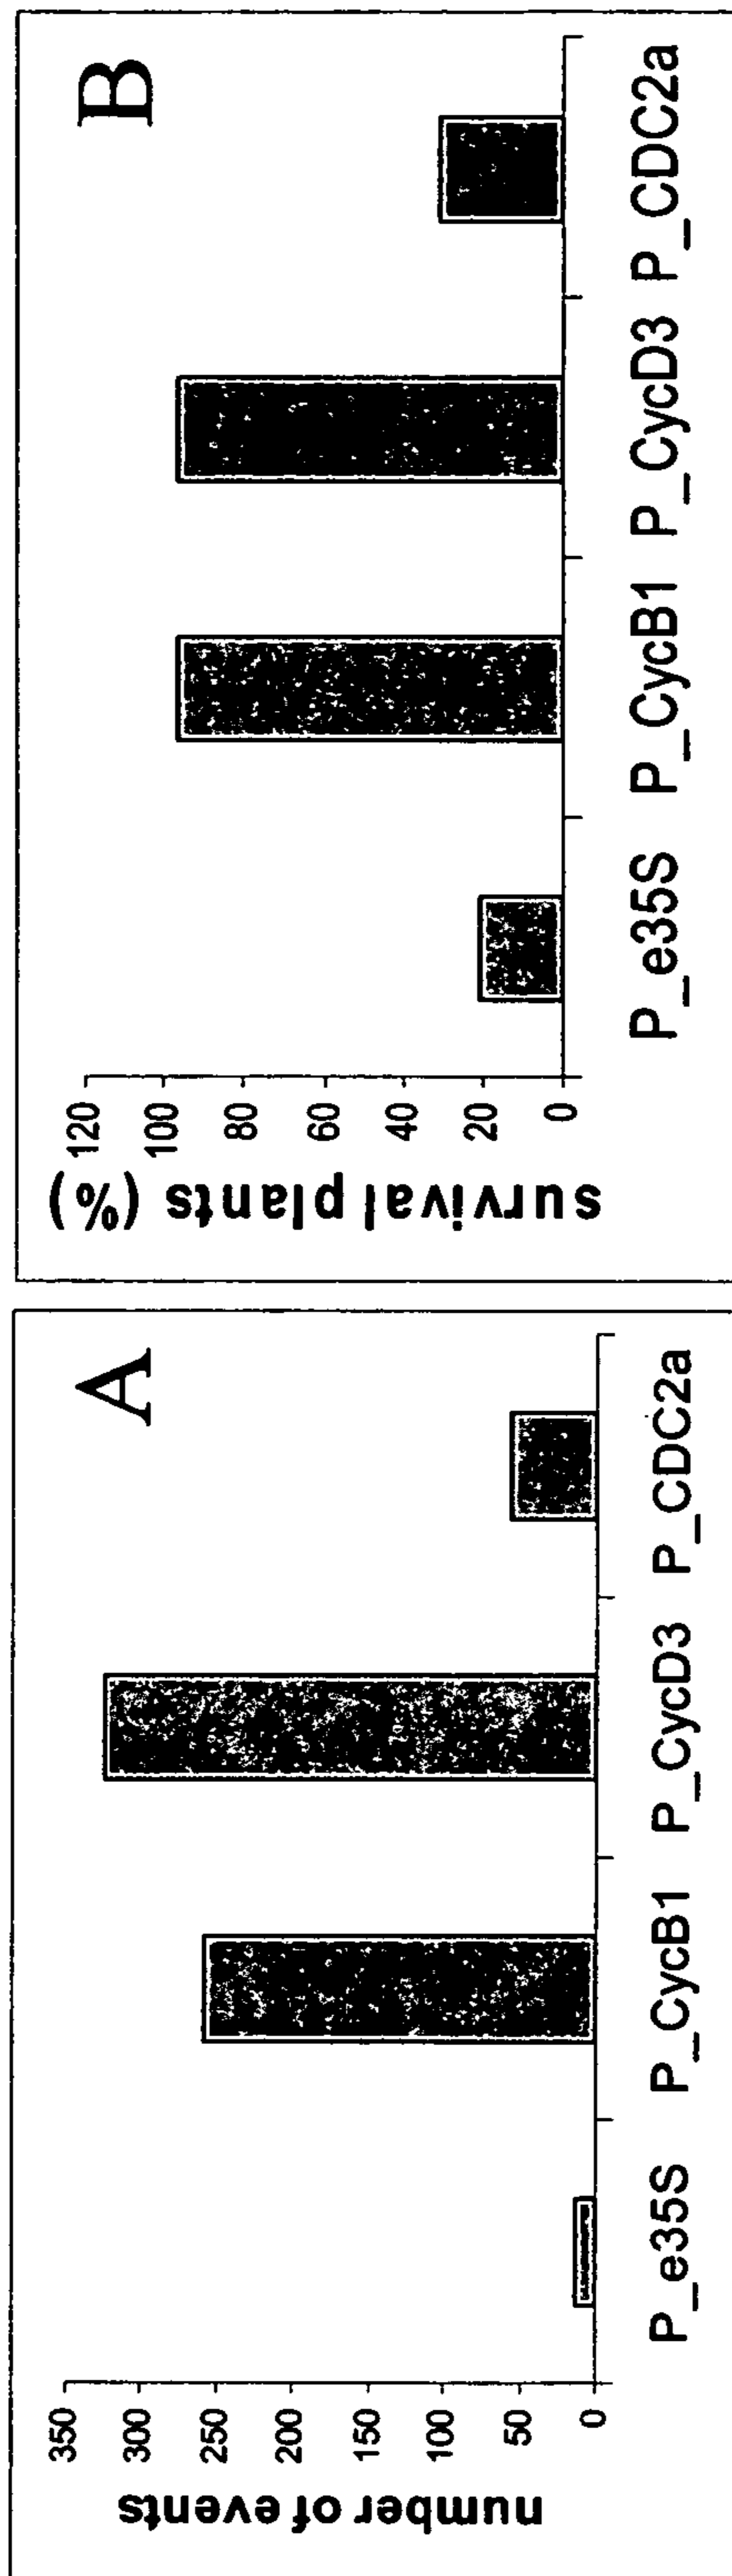 A
number of events
350
300
250
200
150
100
50
0
P_e35S P_CycB1 P_CycD3 P_CDC2a
B
survival plants (%)
120
100
80
60
40
20
0
P_e35S P_CycB1 P_CycD3 P_CDC2a